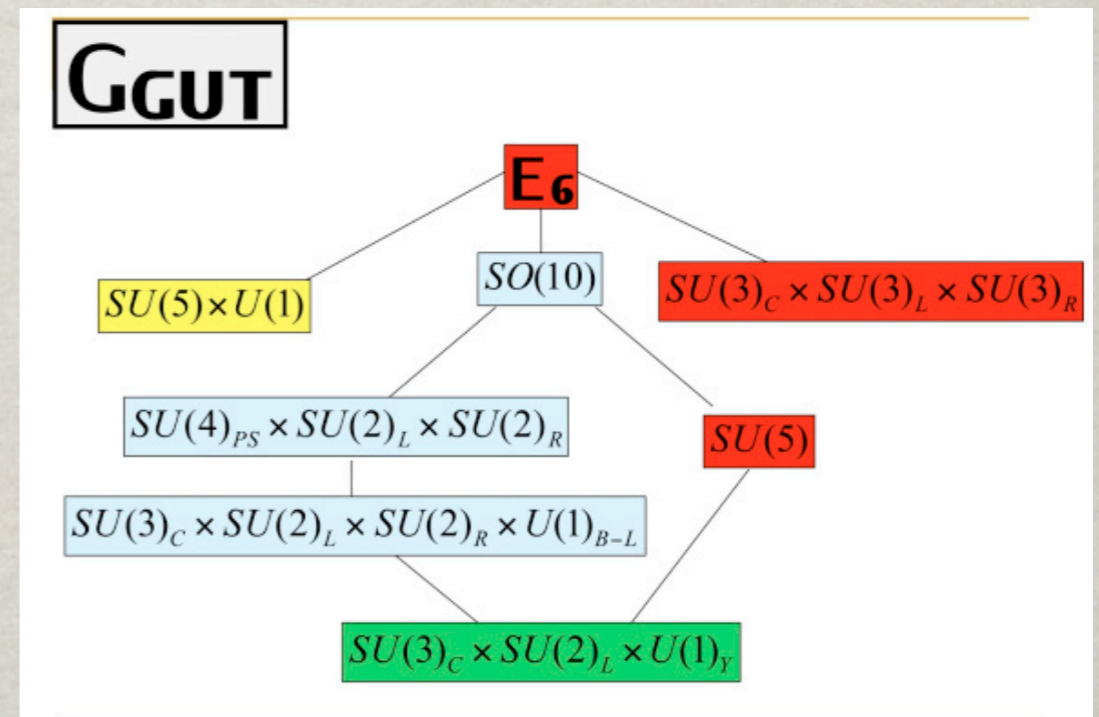 GGUT
E6
SO(10)
SU(5)×U(1)
SU(3)C × SU(3)L × SU(3)R
SU(4)PS × SU(2)L × SU(2)R
SU(5)
SU(3)C × SU(2)L × SU(2)R × U(1)B−L
SU(3)C × SU(2)L × U(1)Y